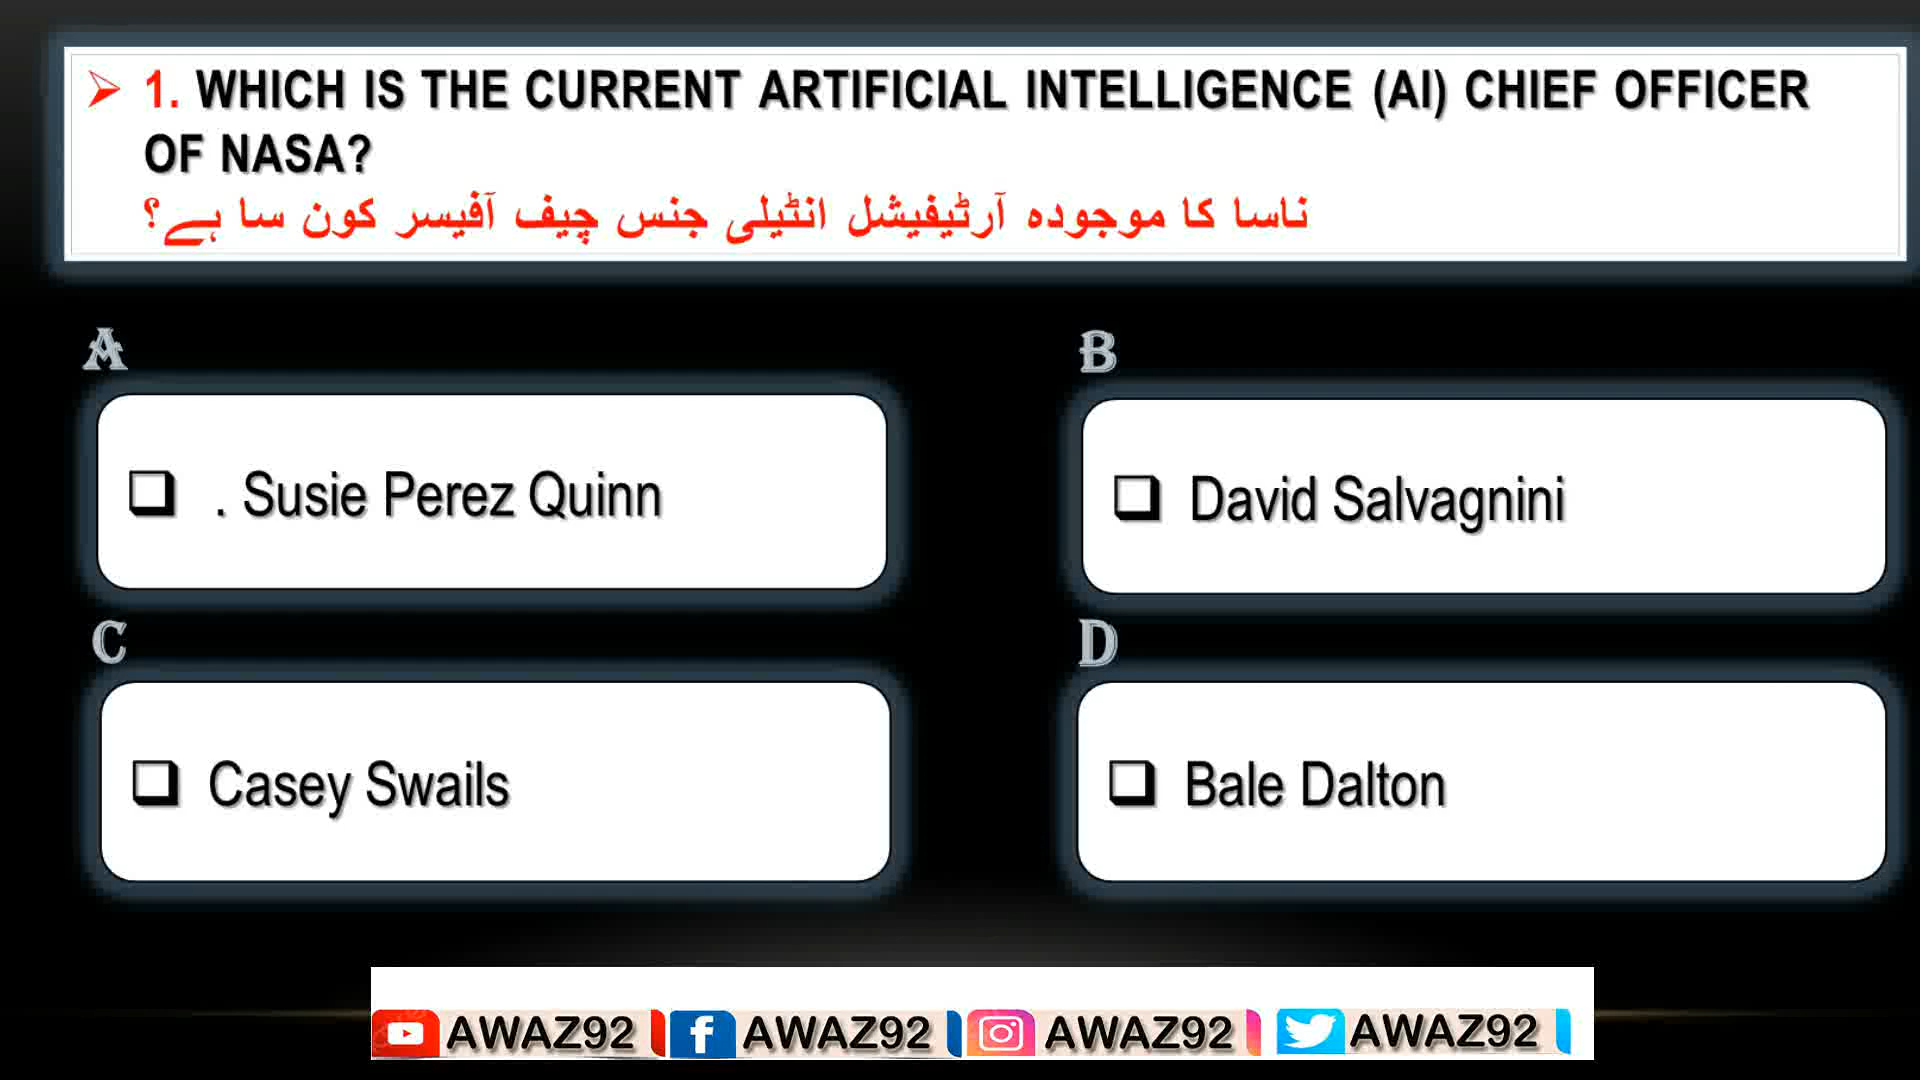 1. WHICH IS THE CURRENT ARTIFICIAL INTELLIGENCE (AI) CHIEF OFFICER
OF NASA?
ناسا کا موجودہ آرٹیفیشل انٹیلی جنس چیف آفیسر کون سا ہے؟
A
. Susie Perez Quinn
B
David Salvagnini
C
Casey Swails
D
Bale Dalton
AWAZ92 AWAZ92 AWAZ92 AWAZ92